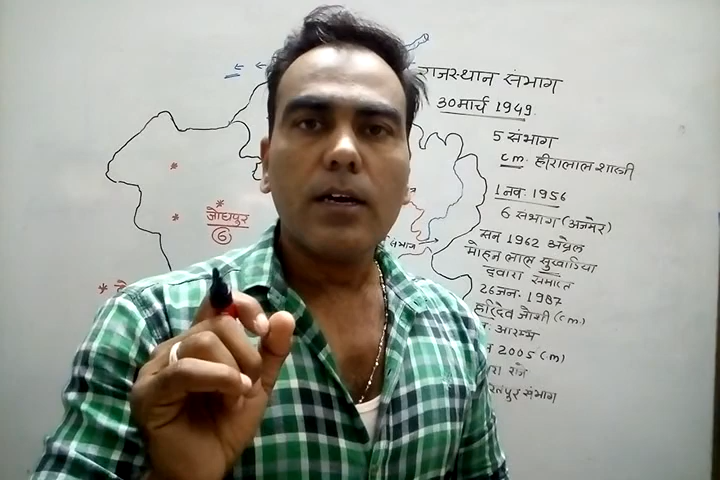 राजस्थान संभाग
30 मार्च 1949
5 संभाग
cm. हीरालाल शास्त्री
1 नव. 1956
6 संभाग (अजमेर)
सन 1962 अप्रैल
मोहन लाल सुखाडिया
द्वारा समाप्त
26 जन. 1987
हरिदेव जोशी (cm.)
आरम्भ
2005 (cm)
राजे
संभाग
जोधपुर
6
संभाग